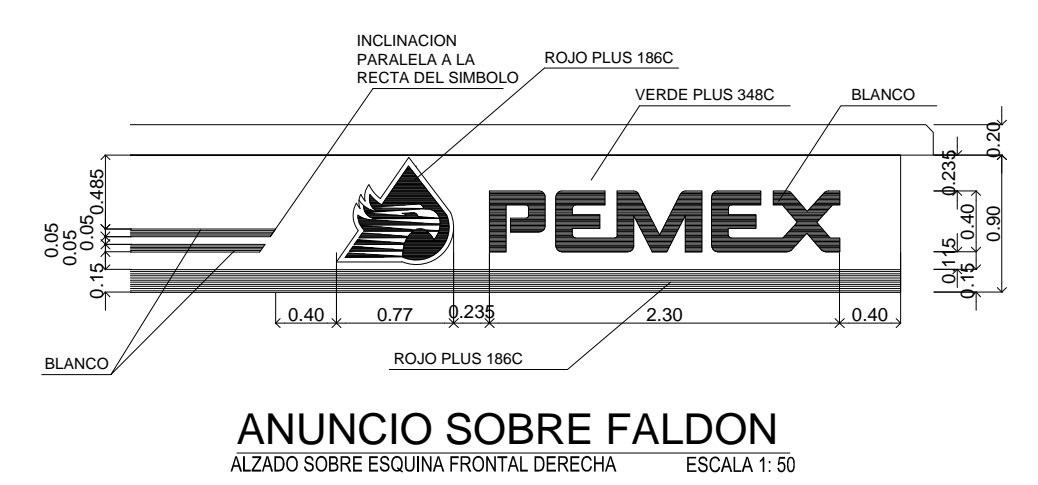 INCLINACION
PARALELA A LA
RECTA DEL SIMBOLO
ROJO PLUS 186C
VERDE PLUS 348C
BLANCO
0.20
0.235
0.485
PEMEX
0.40
0.90
0.05
0.05
0.05
0.115
0.15
0.15
0.40
0.77
0.235
2.30
0.40
BLANCO
ROJO PLUS 186C
ANUNCIO SOBRE FALDON
ALZADO SOBRE ESQUINA FRONTAL DERECHA ESCALA 1: 50